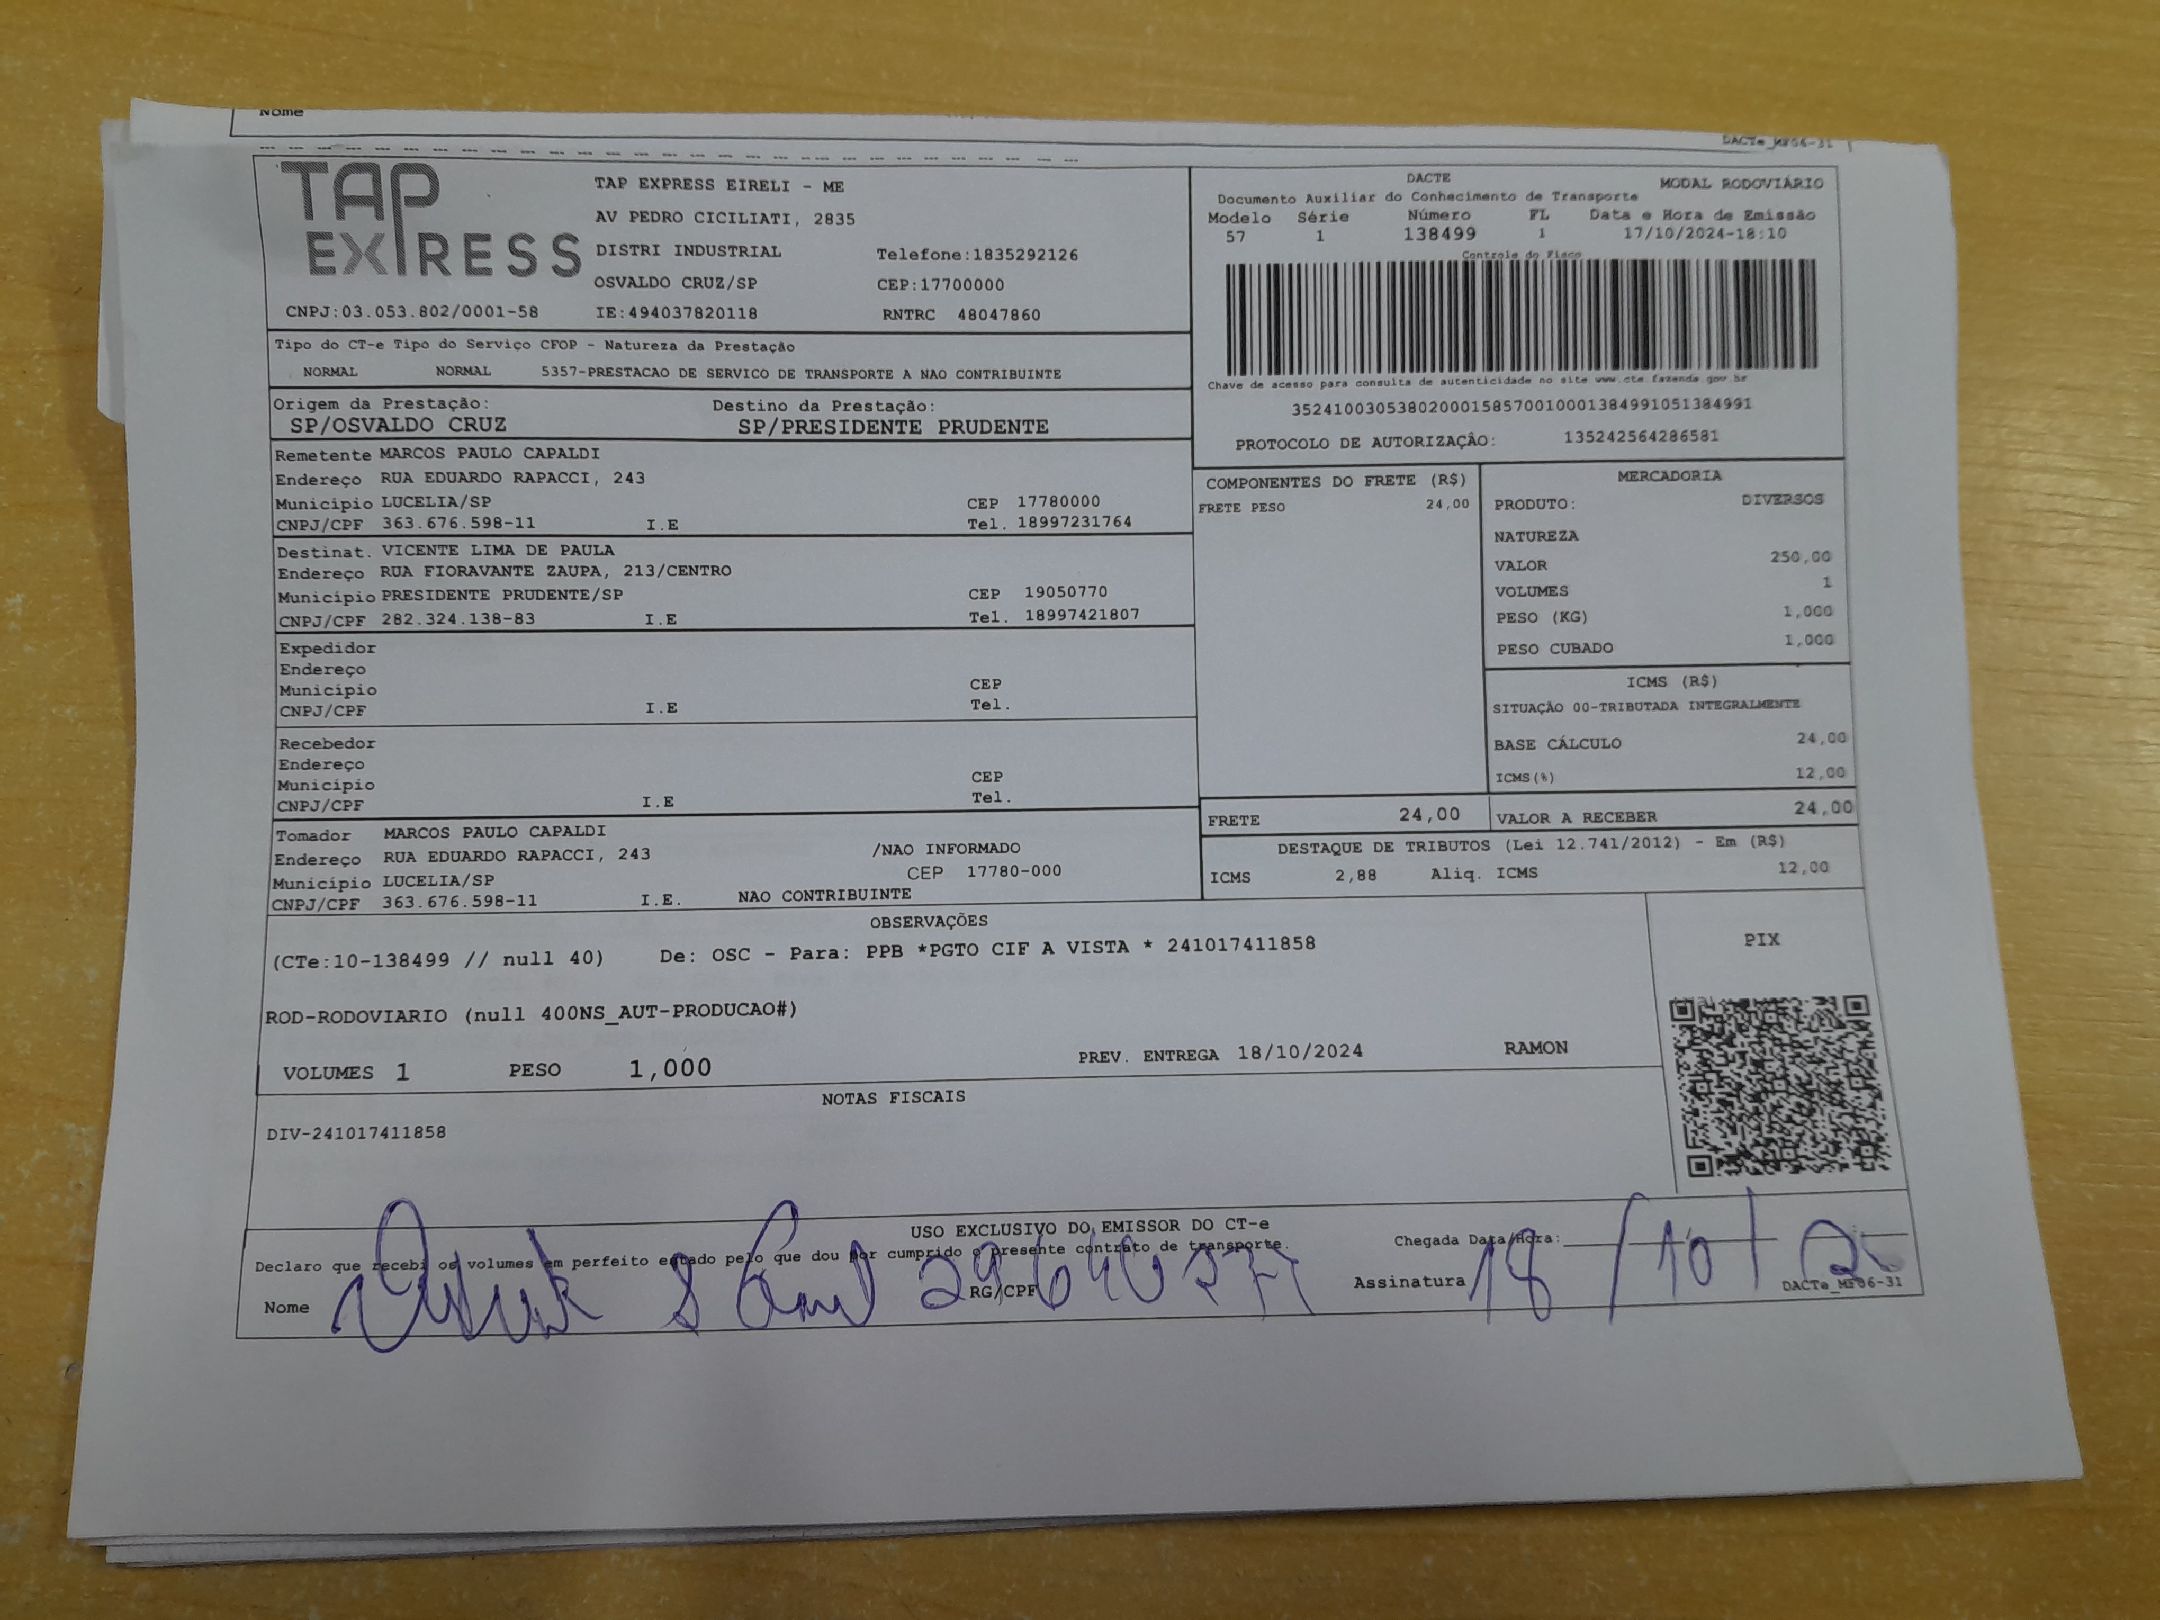 Nome
DACTe_MF06-31
TAP EXPRESS
TAP EXPRESS EIRELI - ME
AV PEDRO CICILIATI, 2835
DISTRI INDUSTRIAL Telefone:1835292126
OSVALDO CRUZ/SP CEP:17700000
CNPJ:03.053.802/0001-58 IE:494037820118 RNTRC 48047860
DACTE MODAL RODOVIÁRIO
Documento Auxiliar do Conhecimento de Transporte
Modelo Série Número FL Data e Hora de Emissão
57 1 138499 1 17/10/2024-18:10
Controle do Fisco
Chave de acesso para consulta de autenticidade no site www.cte.fazenda.gov.br
35241003053802000158570010001384991051384991
PROTOCOLO DE AUTORIZAÇÂO: 135242564286581
Tipo do CT-e Tipo do Serviço CFOP - Natureza da Prestação
NORMAL NORMAL 5357-PRESTACAO DE SERVICO DE TRANSPORTE A NAO CONTRIBUINTE
Origem da Prestação: Destino da Prestação:
SP/OSVALDO CRUZ SP/PRESIDENTE PRUDENTE
Remetente MARCOS PAULO CAPALDI
Endereço RUA EDUARDO RAPACCI, 243
Município LUCELIA/SP CEP 17780000
CNPJ/CPF 363.676.598-11 I.E Tel. 18997231764
Destinat. VICENTE LIMA DE PAULA
Endereço RUA FIORAVANTE ZAUPA, 213/CENTRO
Município PRESIDENTE PRUDENTE/SP CEP 19050770
CNPJ/CPF 282.324.138-83 I.E Tel. 18997421807
Expedidor
Endereço
Município CEP
CNPJ/CPF I.E Tel.
Recebedor
Endereço
Município CEP
CNPJ/CPF I.E Tel.
Tomador MARCOS PAULO CAPALDI
Endereço RUA EDUARDO RAPACCI, 243 /NAO INFORMADO
Município LUCELIA/SP CEP 17780-000
CNPJ/CPF 363.676.598-11 I.E. NAO CONTRIBUINTE
COMPONENTES DO FRETE (R$)
FRETE PESO 24,00
MERCADORIA
PRODUTO: DIVERSOS
NATUREZA
VALOR 250,00
VOLUMES 1
PESO (KG) 1,000
PESO CUBADO 1,000
ICMS (R$)
SITUAÇÃO 00-TRIBUTADA INTEGRALMENTE
BASE CÁLCULO 24,00
ICMS(%) 12,00
FRETE 24,00 VALOR A RECEBER 24,00
DESTAQUE DE TRIBUTOS (Lei 12.741/2012) - Em (R$)
ICMS 2,88 Aliq. ICMS 12,00
OBSERVAÇÕES
(CTe:10-138499 // null 40) De: OSC - Para: PPB *PGTO CIF A VISTA * 241017411858
ROD-RODOVIARIO (null 400NS_AUT-PRODUCAO#)
VOLUMES 1 PESO 1,000 PREV. ENTREGA 18/10/2024 RAMON
PIX
NOTAS FISCAIS
DIV-241017411858
USO EXCLUSIVO DO EMISSOR DO CT-e
Declaro que recebi os volumes em perfeito estado pelo que dou por cumprido o presente contrato de transporte. Chegada Data/Hora:
Nome RG/CPF Assinatura 18/10/2
DACTe_MF06-31